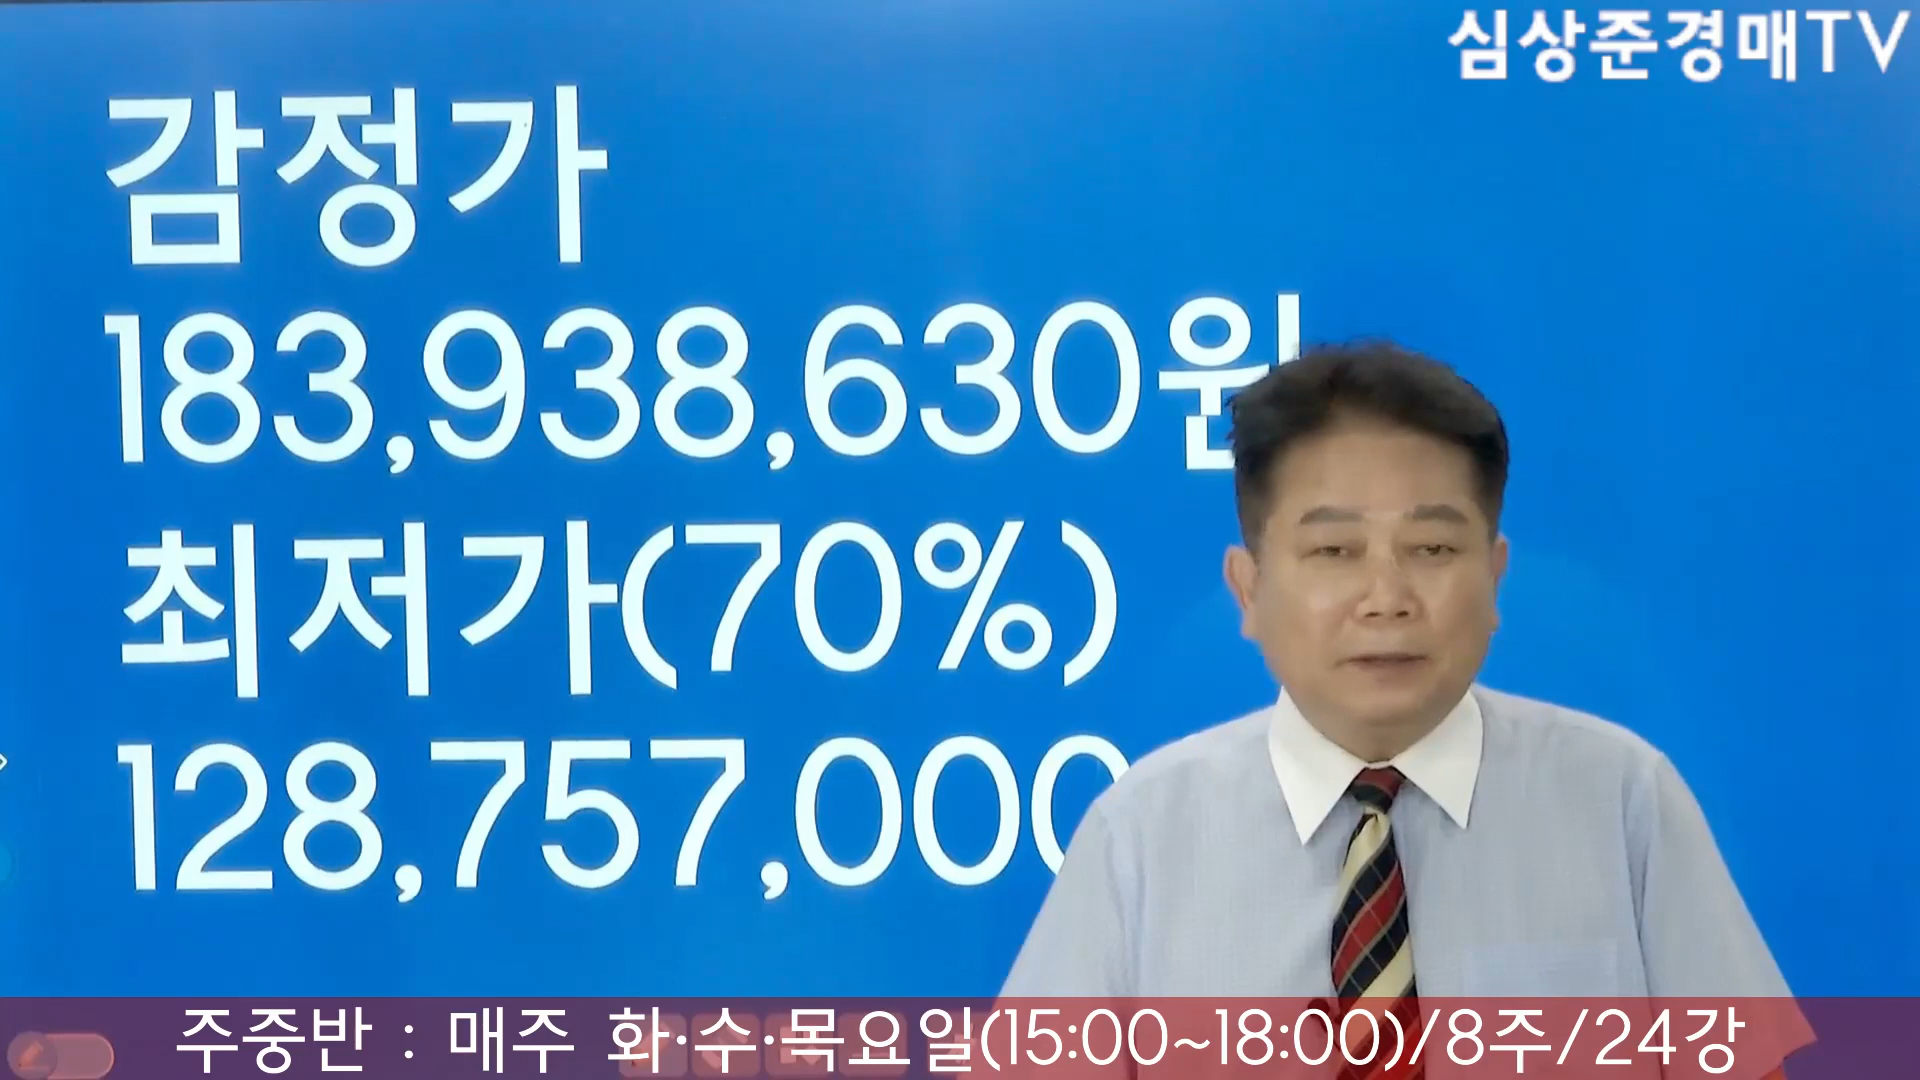 심상준경매TV
감정가
183,938,630원
최저가(70%)
128,757,000
주중반 : 매주 화·수·목요일(15:00~18:00)/8주/24강